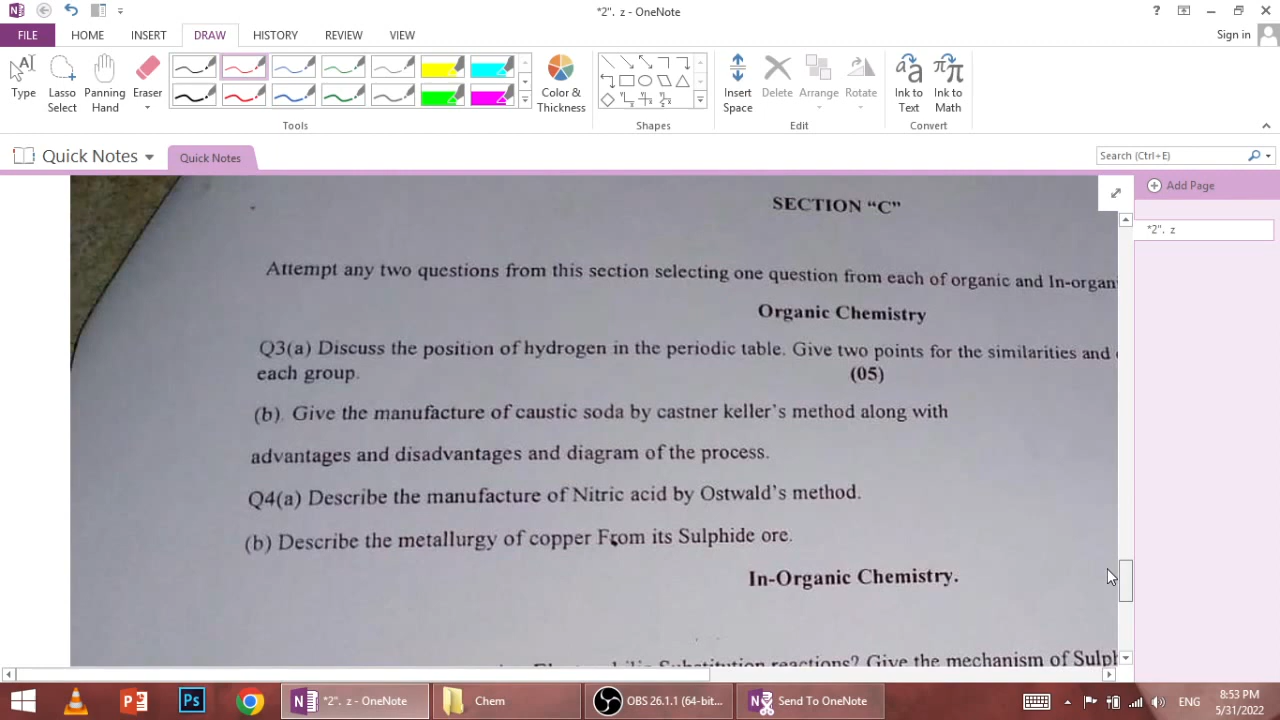 *2". z - OneNote
FILE HOME INSERT DRAW HISTORY REVIEW VIEW Sign in
Type Lasso Select Panning Hand Eraser Color & Thickness Insert Space Delete Arrange Rotate Ink to Text Ink to Math
Tools Shapes Edit Convert
Quick Notes Quick Notes Search (Ctrl+E)
Add Page
*2". z
SECTION “C”
Attempt any two questions from this section selecting one question from each of organic and In-organ
Organic Chemistry
Q3(a) Discuss the position of hydrogen in the periodic table. Give two points for the similarities and
each group. (05)
(b). Give the manufacture of caustic soda by castner keller’s method along with
advantages and disadvantages and diagram of the process.
Q4(a) Describe the manufacture of Nitric acid by Ostwald’s method.
(b) Describe the metallurgy of copper From its Sulphide ore.
In-Organic Chemistry.
Substitution reactions? Give the mechanism of Sulph
*2". z - OneNote Chem OBS 26.1.1 (64-bit... Send To OneNote ENG 8:53 PM
5/31/2022